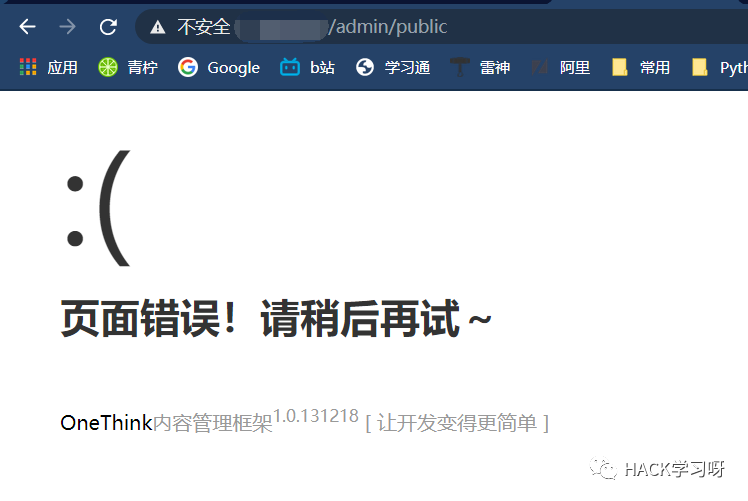 不安全 /admin/public
应用 青柠 Google b站 学习通 雷神 阿里 常用 Pyth
:(
页面错误！请稍后再试～
OneThink内容管理框架1.0.131218 [ 让开发变得更简单 ]
HACK学习呀